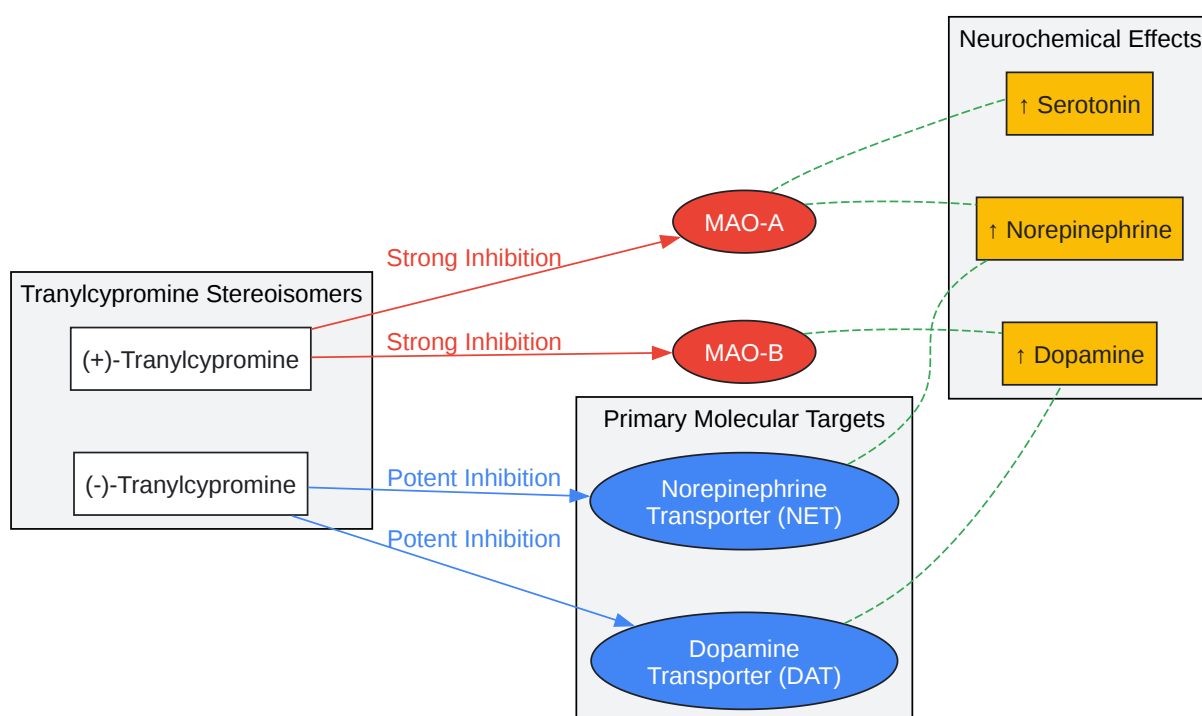 Neurochemical Effects
↑ Serotonin
MAO-A
↑ Norepinephrine
Strong Inhibition
Tranylcypromine Stereoisomers
(+)-Tranylcypromine
Strong Inhibition
MAO-B
↑ Dopamine
Primary Molecular Targets
(-)-Tranylcypromine
Potent Inhibition
Norepinephrine
Transporter (NET)
Potent Inhibition
Dopamine
Transporter (DAT)